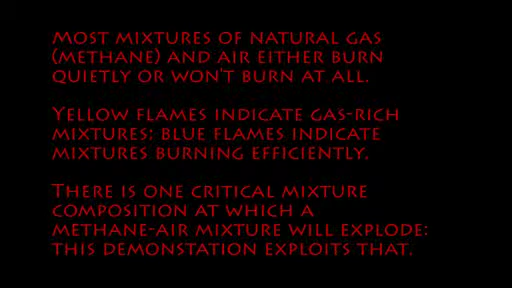 Most mixtures of natural gas
(methane) and air either burn
quietly or won't burn at all.
Yellow flames indicate gas-rich
mixtures: blue flames indicate
mixtures burning efficiently.
There is one critical mixture
composition at which a
methane-air mixture will explode:
this demonstation exploits that.